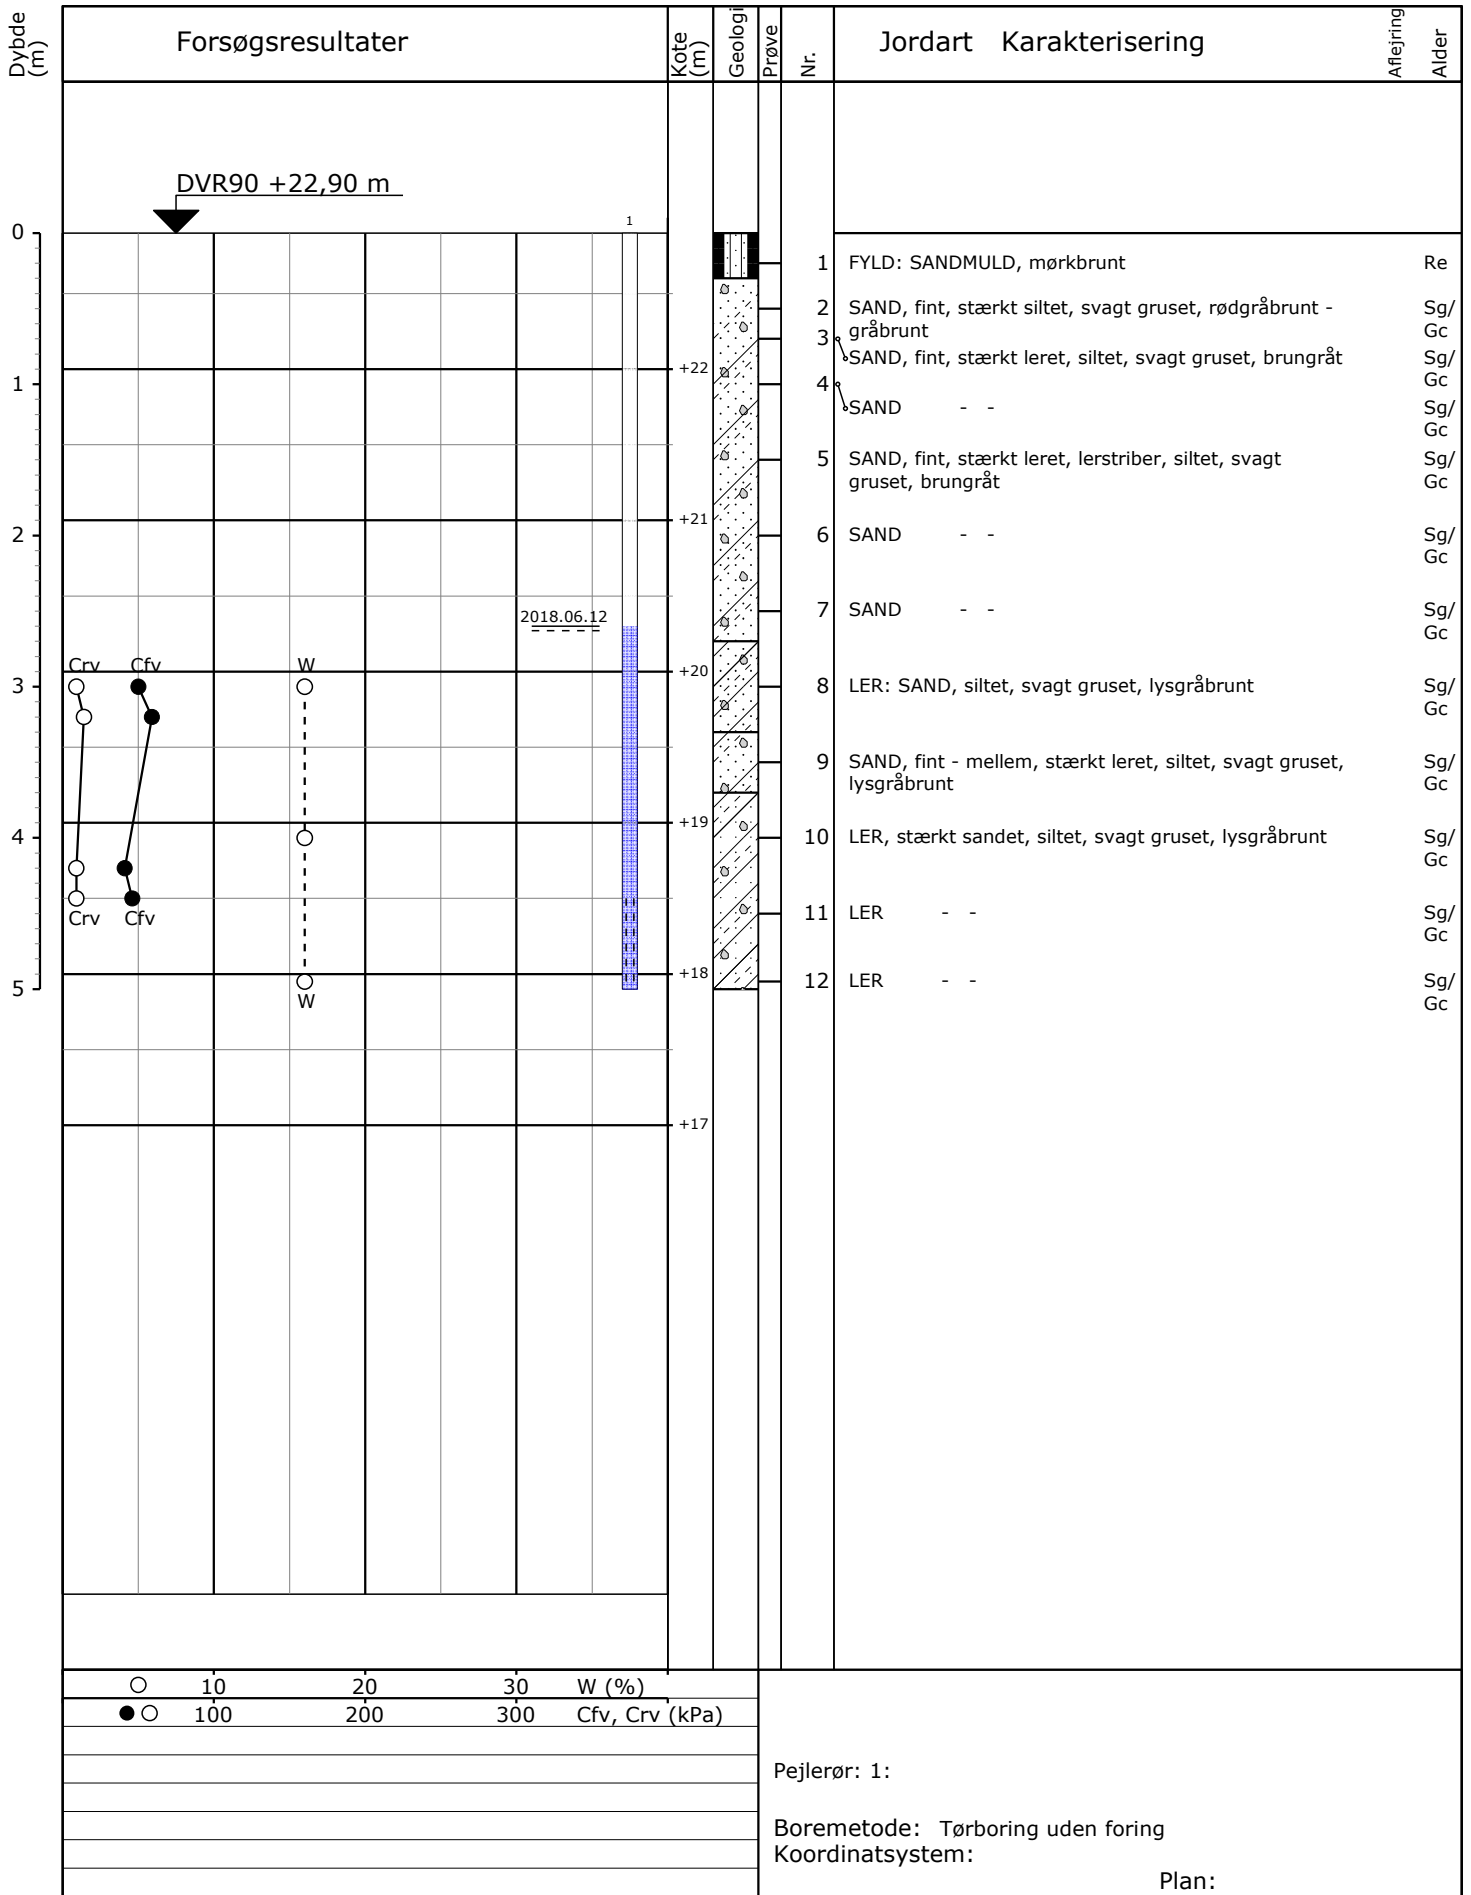 Dybde (m)
Forsøgsresultater
Kote (m)
Geologi
Prøve
Nr.
Jordart Karakterisering
Aflejring
Alder
DVR90 +22,90 m
0
1
1 FYLD: SANDMULD, mørkbrunt Re
2 SAND, fint, stærkt siltet, svagt gruset, rødgråbrunt - Sg/
gråbrunt Gc
3 SAND, fint, stærkt leret, siltet, svagt gruset, brungråt Sg/
Gc
+22
1
4 SAND - - Sg/
Gc
5 SAND, fint, stærkt leret, lerstriber, siltet, svagt Sg/
gruset, brungråt Gc
+21
2
6 SAND - - Sg/
Gc
7 SAND - - Sg/
Gc
2018.06.12
Crv Cfv W
+20
3
8 LER: SAND, siltet, svagt gruset, lysgråbrunt Sg/
Gc
9 SAND, fint - mellem, stærkt leret, siltet, svagt gruset, Sg/
lysgråbrunt Gc
+19
4
10 LER, stærkt sandet, siltet, svagt gruset, lysgråbrunt Sg/
Gc
Crv Cfv
11 LER - - Sg/
Gc
+18
5
12 LER - - Sg/
Gc
W
+17
10 20 30 W (%)
100 200 300 Cfv, Crv (kPa)
Pejlerør: 1:
Boremetode: Tørboring uden foring
Koordinatsystem:
Plan: